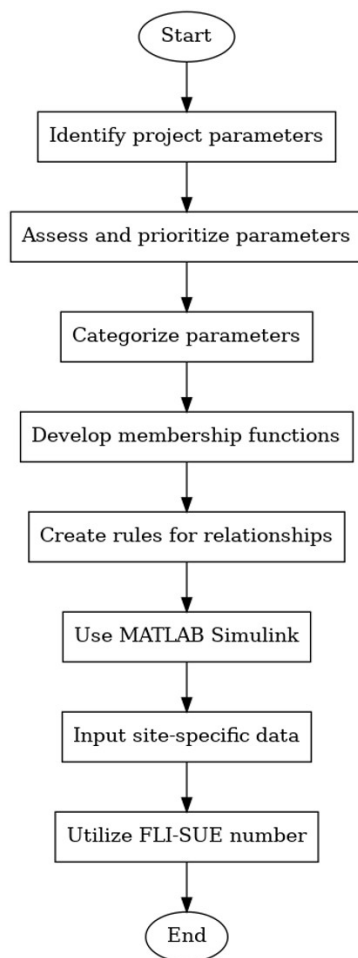 Start
Identify project parameters
Assess and prioritize parameters
Categorize parameters
Develop membership functions
Create rules for relationships
Use MATLAB Simulink
Input site-specific data
Utilize FLI-SUE number
End